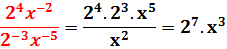 2⁴x⁻²/2⁻³x⁻⁵ = 2⁴.2³.x⁵/x² = 2⁷.x³